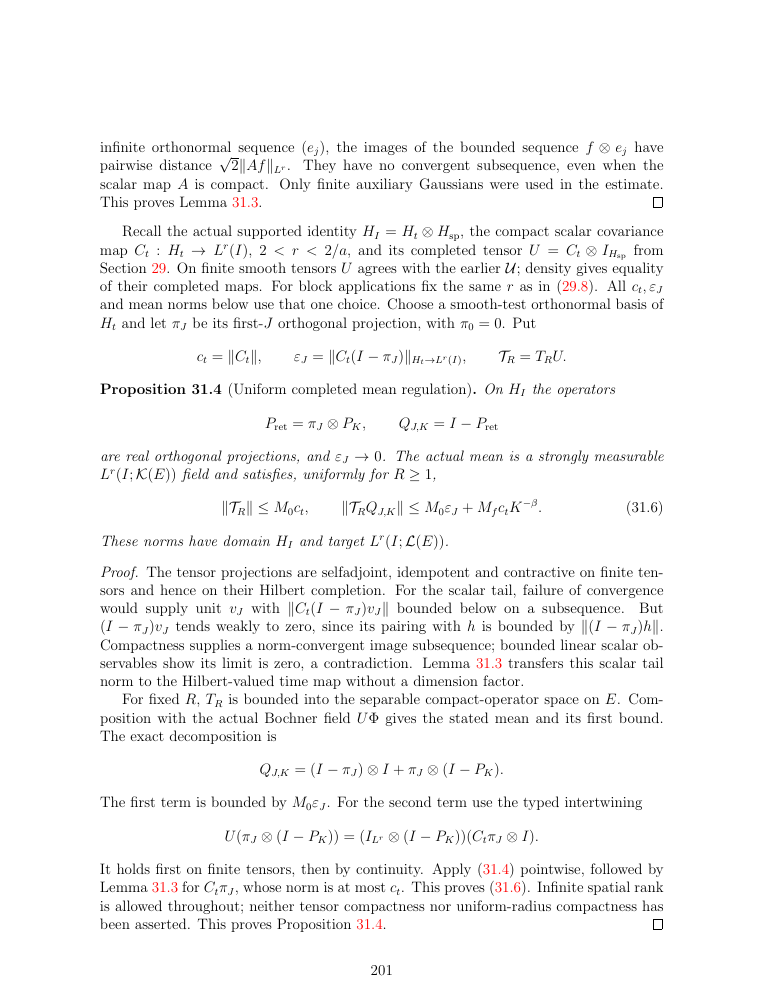 infinite orthonormal sequence (e_j), the images of the bounded sequence f ⊗ e_j have
pairwise distance √2‖Af‖_{L^r}. They have no convergent subsequence, even when the
scalar map A is compact. Only finite auxiliary Gaussians were used in the estimate.
This proves Lemma 31.3. □
Recall the actual supported identity H_I = H_t ⊗ H_sp, the compact scalar covariance
map C_t : H_t → L^r(I), 2 < r < 2/a, and its completed tensor U = C_t ⊗ I_{H_sp} from
Section 29. On finite smooth tensors U agrees with the earlier 𝒰; density gives equality
of their completed maps. For block applications fix the same r as in (29.8). All c_t, ε_J
and mean norms below use that one choice. Choose a smooth-test orthonormal basis of
H_t and let π_J be its first-J orthogonal projection, with π_0 = 0. Put
c_t = ‖C_t‖, ε_J = ‖C_t(I − π_J)‖_{H_t→L^r(I)}, 𝒯_R = T_R U.
Proposition 31.4 (Uniform completed mean regulation). On H_I the operators
P_ret = π_J ⊗ P_K, Q_{J,K} = I − P_ret
are real orthogonal projections, and ε_J → 0. The actual mean is a strongly measurable
L^r(I; 𝒦(E)) field and satisfies, uniformly for R ≥ 1,
‖𝒯_R‖ ≤ M_0 c_t, ‖𝒯_R Q_{J,K}‖ ≤ M_0 ε_J + M_f c_t K^{−β}. (31.6)
These norms have domain H_I and target L^r(I; ℒ(E)).
Proof. The tensor projections are selfadjoint, idempotent and contractive on finite ten-
sors and hence on their Hilbert completion. For the scalar tail, failure of convergence
would supply unit v_J with ‖C_t(I − π_J)v_J‖ bounded below on a subsequence. But
(I − π_J)v_J tends weakly to zero, since its pairing with h is bounded by ‖(I − π_J)h‖.
Compactness supplies a norm-convergent image subsequence; bounded linear scalar ob-
servables show its limit is zero, a contradiction. Lemma 31.3 transfers this scalar tail
norm to the Hilbert-valued time map without a dimension factor.
For fixed R, T_R is bounded into the separable compact-operator space on E. Com-
position with the actual Bochner field UΦ gives the stated mean and its first bound.
The exact decomposition is
Q_{J,K} = (I − π_J) ⊗ I + π_J ⊗ (I − P_K).
The first term is bounded by M_0 ε_J. For the second term use the typed intertwining
U(π_J ⊗ (I − P_K)) = (I_{L^r} ⊗ (I − P_K))(C_t π_J ⊗ I).
It holds first on finite tensors, then by continuity. Apply (31.4) pointwise, followed by
Lemma 31.3 for C_t π_J, whose norm is at most c_t. This proves (31.6). Infinite spatial rank
is allowed throughout; neither tensor compactness nor uniform-radius compactness has
been asserted. This proves Proposition 31.4. □
201